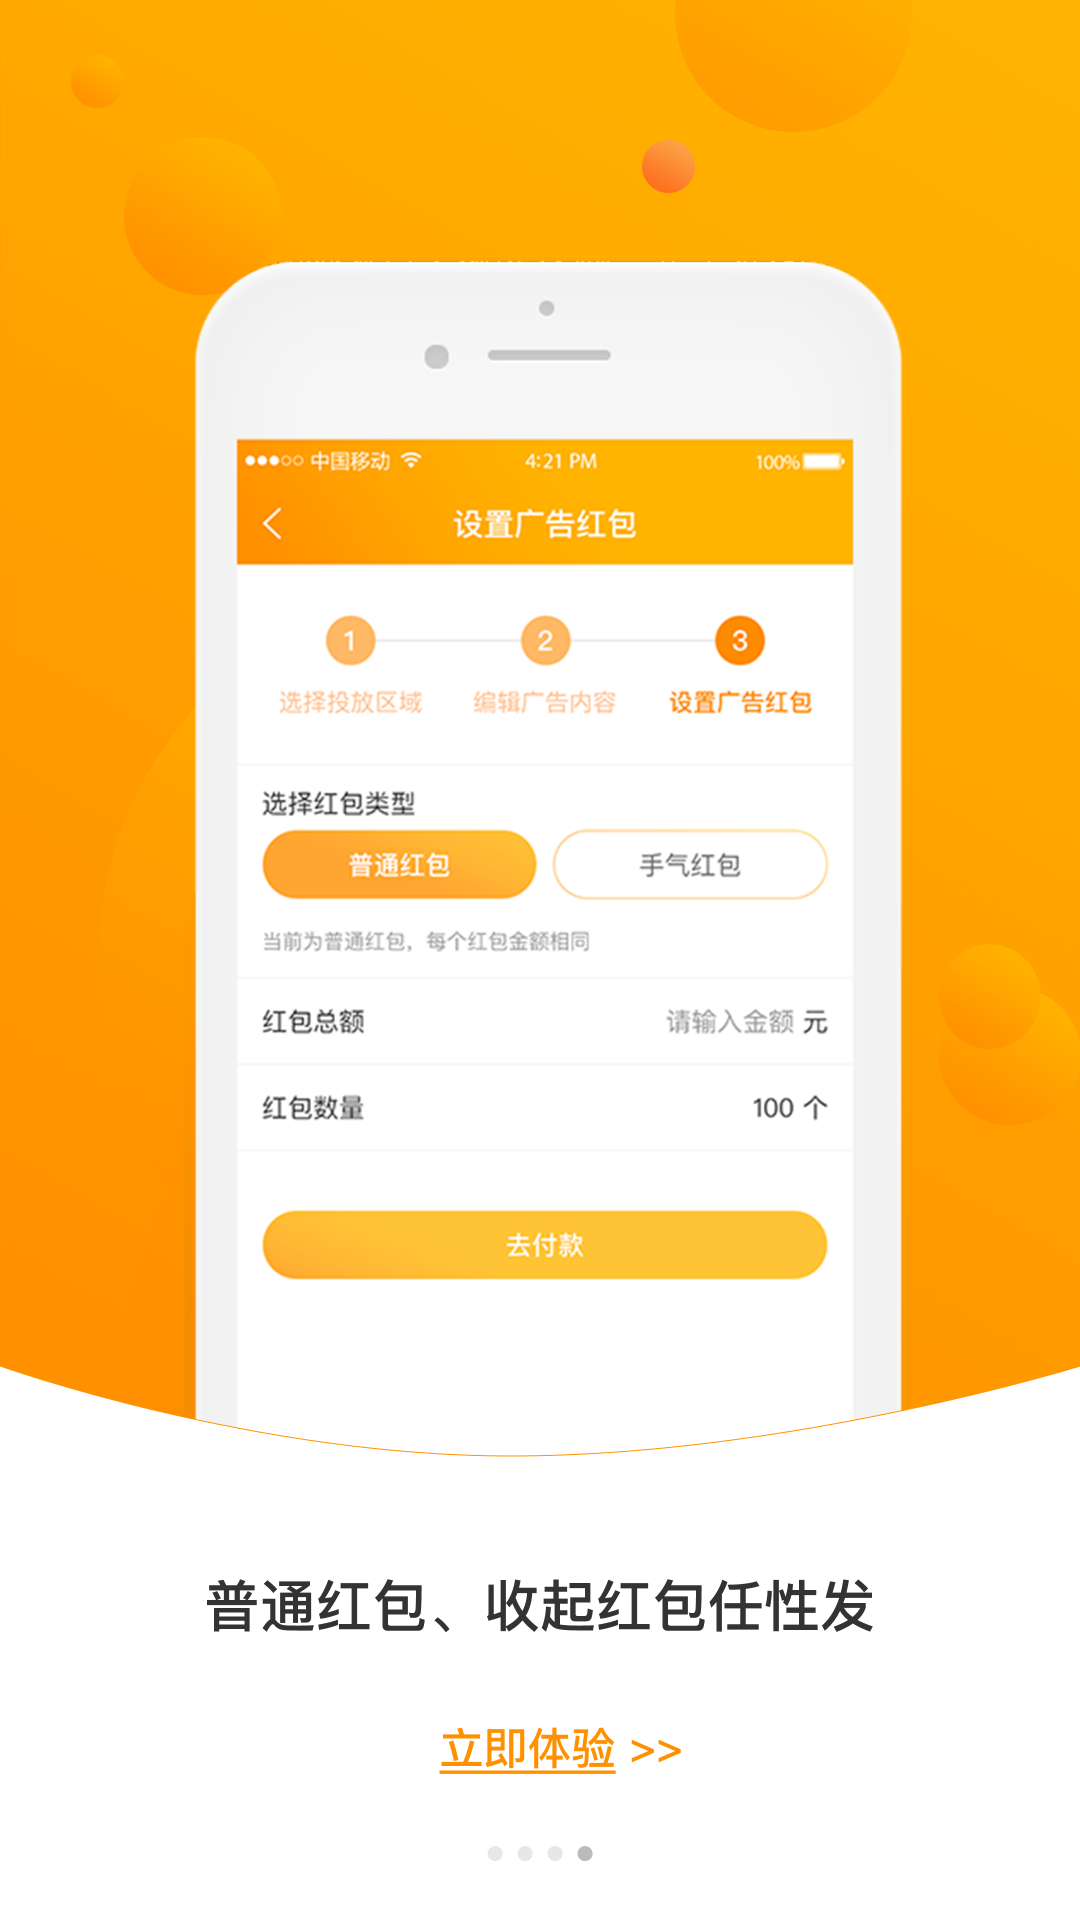 中国移动 4:21 PM 100%
设置广告红包
1 2 3
选择投放区域 编辑广告内容 设置广告红包
选择红包类型
普通红包 手气红包
当前为普通红包，每个红包金额相同
红包总额 请输入金额 元
红包数量 100 个
去付款
普通红包、收起红包任性发
立即体验 >>